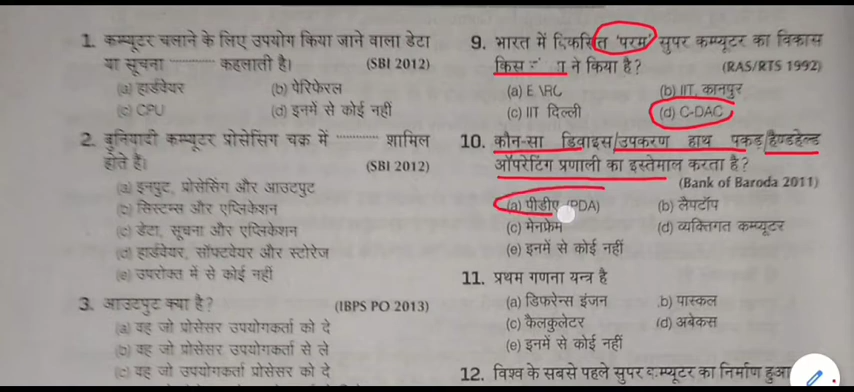 1. कम्प्यूटर चलाने के लिए उपयोग किया जाने वाला डेटा
या सूचना ........... कहलाती है। (SBI 2012)
(a) हार्डवेयर (b) पेरिफेरल
(c) CPU (d) इनमें से कोई नहीं
2. बुनियादी कम्प्यूटर प्रोसेसिंग चक्र में ........... शामिल
होते हैं। (SBI 2012)
(a) इनपुट, प्रोसेसिंग और आउटपुट
(b) सिस्टम्स और एप्लिकेशन
(c) डेटा, सूचना और एप्लिकेशन
(d) हार्डवेयर, सॉफ्टवेयर और स्टोरेज
(e) उपरोक्त में से कोई नहीं
3. आउटपुट क्या है? (IBPS PO 2013)
(a) वह जो प्रोसेसर उपयोगकर्ता को दे
(b) वह जो प्रोसेसर उपयोगकर्ता से ले
(c) वह जो उपयोगकर्ता प्रोसेसर को दे
9. भारत में 'परम' सुपर कम्प्यूटर का विकास
किस ने किया है? (RAS/RTS 1992)
(a) (b) IIT, कानपुर
(c) IIT दिल्ली (d) C-DAC
10. कौन-सा डिवाइस/उपकरण हाथ पकड़/हैण्डहेल्ड
ऑपरेटिंग प्रणाली का इस्तेमाल करता है?
(Bank of Baroda 2011)
(a) पीडीए (PDA) (b) लैपटॉप
(c) मेनफ्रेम (d) व्यक्तिगत कम्प्यूटर
(e) इनमें से कोई नहीं
11. प्रथम गणना यन्त्र है
(a) डिफरेन्स इंजन (b) पास्कल
(c) कैलकुलेटर (d) अबेकस
(e) इनमें से कोई नहीं
12. विश्व के सबसे पहले सुपर कम्प्यूटर का निर्माण हुआ